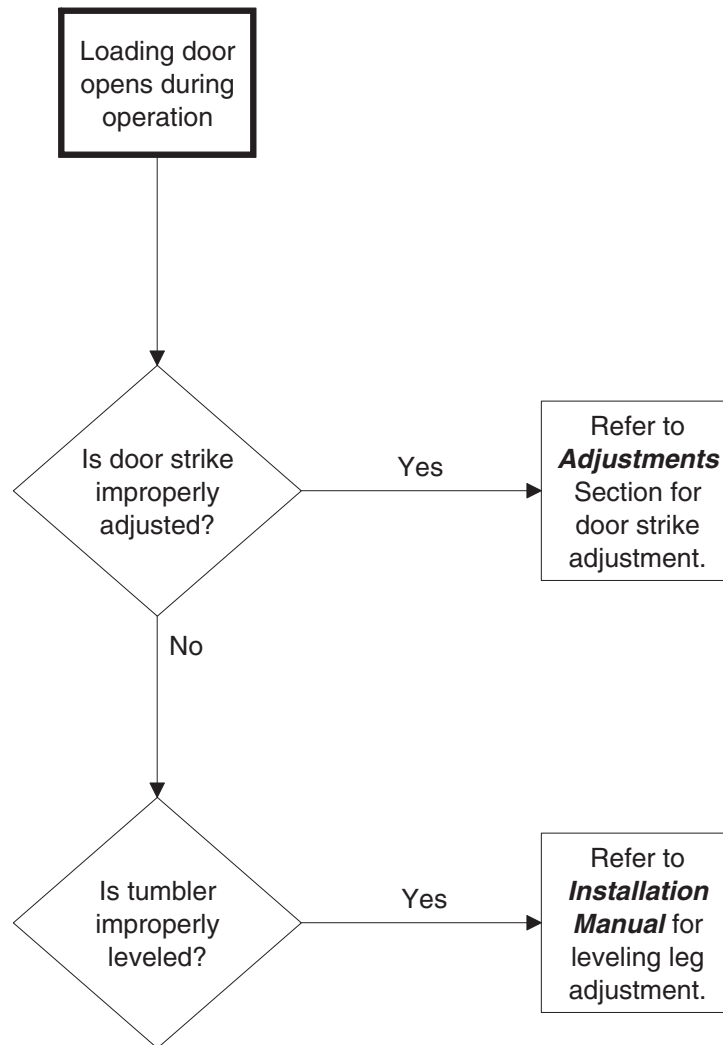 Loading door
opens during
operation
Is door strike
improperly
adjusted?
Yes
Refer to
Adjustments
Section for
door strike
adjustment.
No
Is tumbler
improperly
leveled?
Yes
Refer to
Installation
Manual for
leveling leg
adjustment.